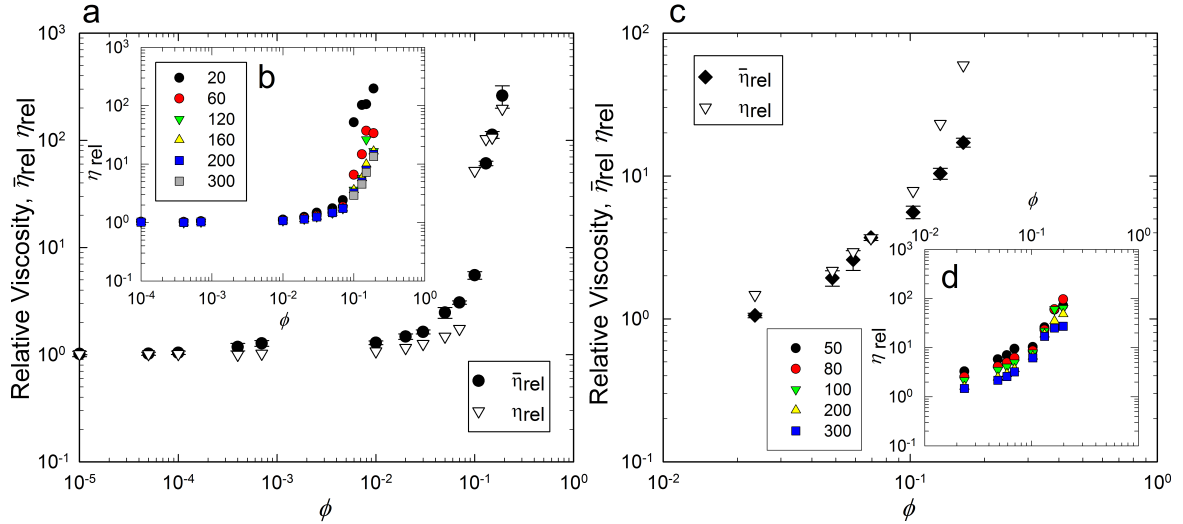 a
Relative Viscosity, η̄rel ηrel
10³
10²
10¹
10⁰
10⁻¹
10⁻⁵
10⁻⁴
10⁻³
10⁻²
10⁻¹
10⁰
ϕ
η̄rel
ηrel
b
η rel
10³
10²
10¹
10⁰
10⁻¹
10⁻⁴
10⁻³
10⁻²
10⁻¹
10⁰
ϕ
20
60
120
160
200
300
c
Relative Viscosity, η̄rel ηrel
10²
10¹
10⁰
10⁻¹
10⁻²
10⁻¹
10⁰
ϕ
η̄rel
ηrel
50
80
100
200
300
ϕ
10⁻²
10⁻¹
10⁰
d
η rel
10³
10²
10¹
10⁰
10⁻¹